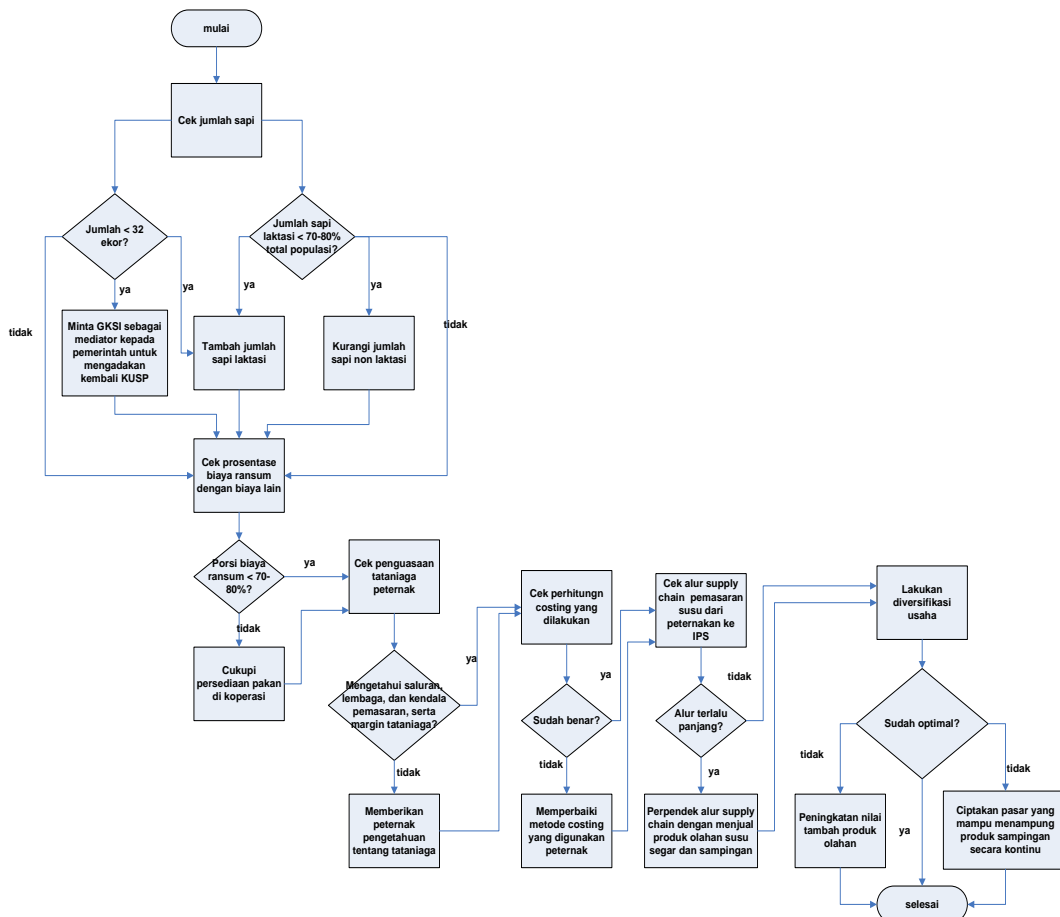 mulai
Cek jumlah sapi
Jumlah < 32
ekor?
Jumlah sapi
laktasi < 70-80%
total populasi?
ya
ya
ya
ya
tidak
tidak
Minta GKSI sebagai
mediator kepada
pemerintah untuk
mengadakan
kembali KUSP
Tambah jumlah
sapi laktasi
Kurangi jumlah
sapi non laktasi
Cek prosentase
biaya ransum
dengan biaya lain
Porsi biaya
ransum < 70-
80%?
ya
tidak
Cukupi
persediaan pakan
di koperasi
Cek penguasaan
tataniaga
peternak
Mengetahui saluran,
lembaga, dan kendala
pemasaran, serta
margin tataniaga?
ya
tidak
Memberikan
peternak
pengetahuan
tentang tataniaga
Cek perhitungn
costing yang
dilakukan
Sudah benar?
ya
tidak
Memperbaiki
metode costing
yang digunakan
peternak
Cek alur supply
chain pemasaran
susu dari
peternakan ke
IPS
Alur terlalu
panjang?
tidak
ya
Perpendek alur supply
chain dengan menjual
produk olahan susu
segar dan sampingan
Lakukan
diversifikasi
usaha
Sudah optimal?
tidak
tidak
ya
Peningkatan nilai
tambah produk
olahan
Ciptakan pasar yang
mampu menampung
produk sampingan
secara kontinu
selesai